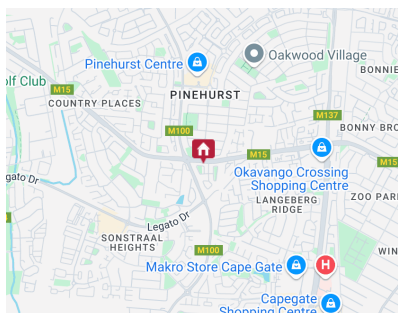 Oakwood Village
Pinehurst Centre
BONNIE
olf Club
M15
PINEHURST
COUNTRY PLACES
M137
M100
BONNY BRO
M15
M15
Okavango Crossing
Shopping Centre
egato Dr
LANGEBERG
RIDGE
ZOO PAR
Legato Dr
SONSTRAAL
HEIGHTS
M100
WIN
Makro Store Cape Gate
H
Capegate
Shopping Centre